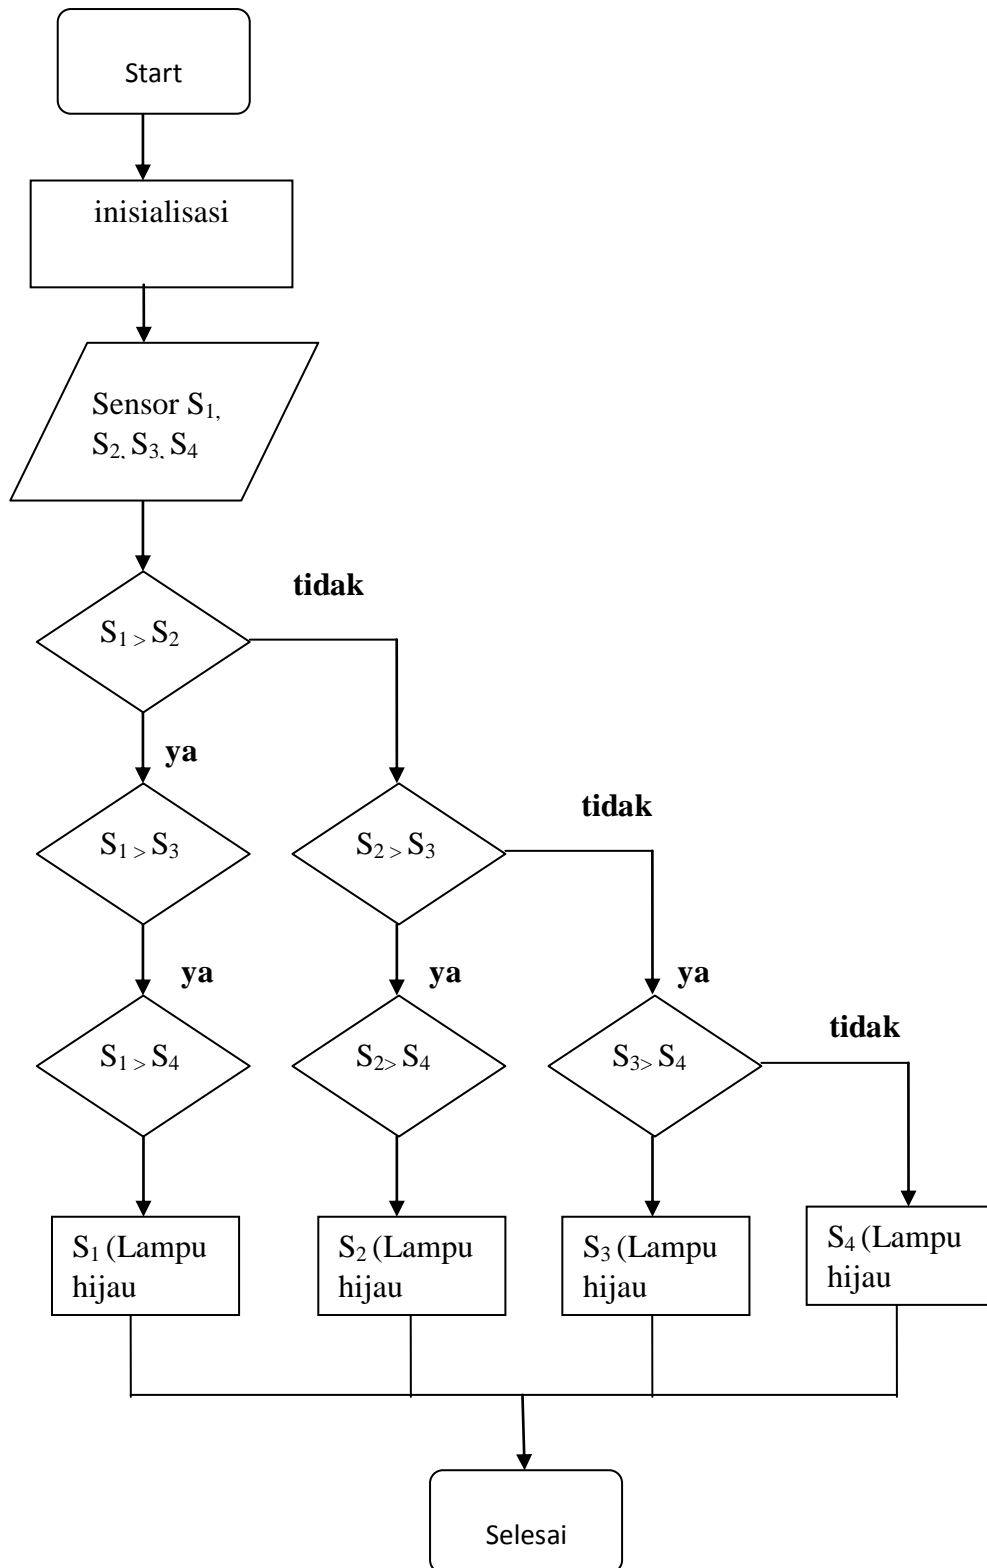 Start
inisialisasi
Sensor S₁,
S₂, S₃, S₄
tidak
S₁ > S₂
ya
tidak
S₁ > S₃
S₂ > S₃
ya
ya
ya
tidak
S₁ > S₄
S₂> S₄
S₃> S₄
S₁ (Lampu
hijau
S₂ (Lampu
hijau
S₃ (Lampu
hijau
S₄ (Lampu
hijau
Selesai